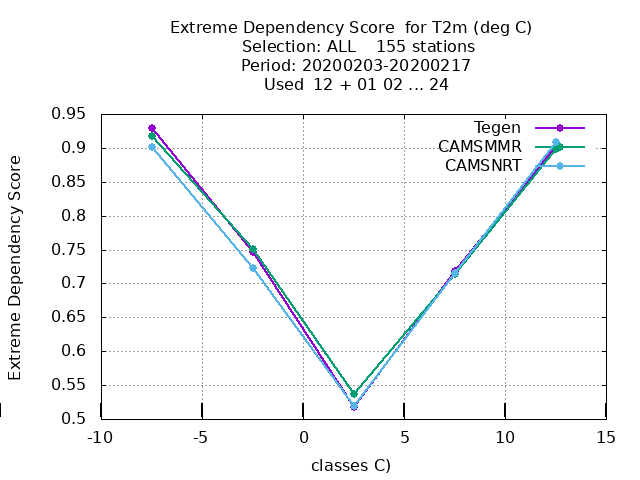 Extreme Dependency Score  for T2m (deg C)
Selection: ALL    155 stations
Period: 20200203-20200217
Used  12 + 01 02 ... 24
Extreme Dependency Score
0.95
0.9
0.85
0.8
0.75
0.7
0.65
0.6
0.55
0.5
Tegen
CAMSMMR
CAMSNRT
-10
-5
0
5
10
15
classes C)